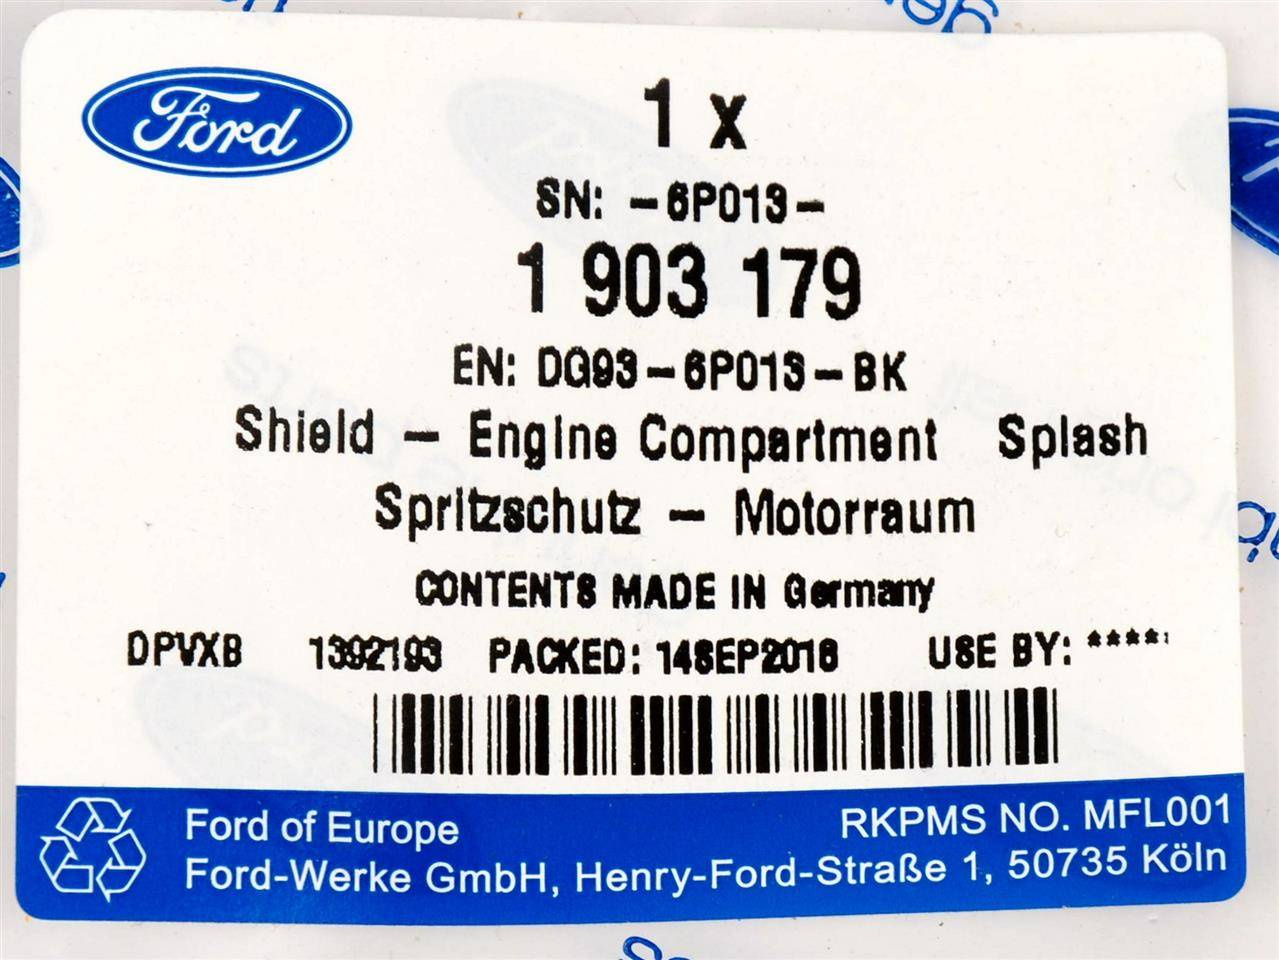 Ford
1 x
SN: -6P013-
1 903 179
EN: DG93-6P013-BK
Shield - Engine Compartment Splash
Spritzschutz - Motorraum
CONTENTS MADE IN Germany
DPVXB 1392193 PACKED: 14SEP2016 USE BY: ****
Ford of Europe RKPMS NO. MFL001
Ford-Werke GmbH, Henry-Ford-Straße 1, 50735 Köln